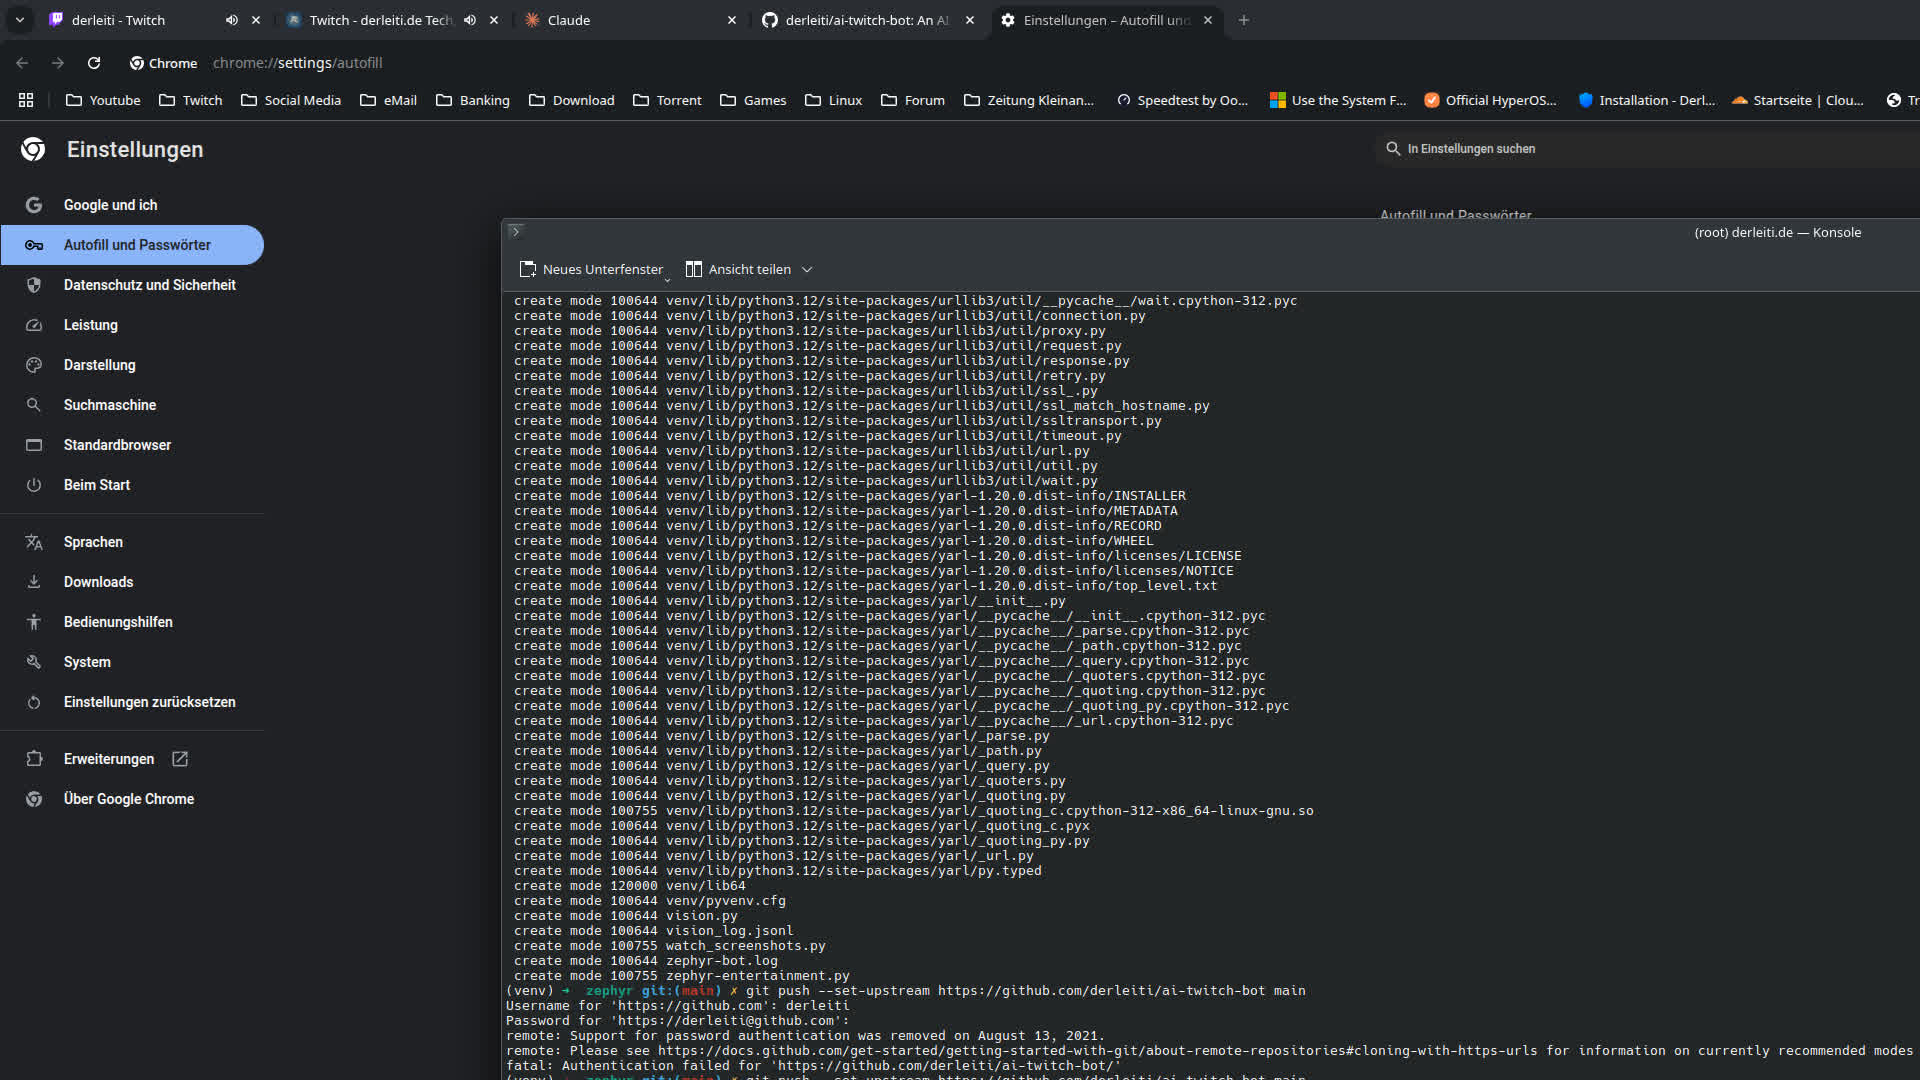 derleiti - Twitch
Twitch - derleiti.de Tech
Claude
derleiti/ai-twitch-bot: An AI
Einstellungen – Autofill und
Chrome chrome://settings/autofill
Youtube Twitch Social Media eMail Banking Download Torrent Games Linux Forum Zeitung Kleinan... Speedtest by Oo... Use the System F... Official HyperOS... Installation - Derl... Startseite | Clou... Tr
Einstellungen
In Einstellungen suchen
Google und ich
Autofill und Passwörter
Datenschutz und Sicherheit
Leistung
Darstellung
Suchmaschine
Standardbrowser
Beim Start
Sprachen
Downloads
Bedienungshilfen
System
Einstellungen zurücksetzen
Erweiterungen
Über Google Chrome
Autofill und Passwörter
(root) derleiti.de — Konsole
Neues Unterfenster Ansicht teilen
create mode 100644 venv/lib/python3.12/site-packages/urllib3/util/__pycache__/wait.cpython-312.pyc
create mode 100644 venv/lib/python3.12/site-packages/urllib3/util/connection.py
create mode 100644 venv/lib/python3.12/site-packages/urllib3/util/proxy.py
create mode 100644 venv/lib/python3.12/site-packages/urllib3/util/request.py
create mode 100644 venv/lib/python3.12/site-packages/urllib3/util/response.py
create mode 100644 venv/lib/python3.12/site-packages/urllib3/util/retry.py
create mode 100644 venv/lib/python3.12/site-packages/urllib3/util/ssl_.py
create mode 100644 venv/lib/python3.12/site-packages/urllib3/util/ssl_match_hostname.py
create mode 100644 venv/lib/python3.12/site-packages/urllib3/util/ssltransport.py
create mode 100644 venv/lib/python3.12/site-packages/urllib3/util/timeout.py
create mode 100644 venv/lib/python3.12/site-packages/urllib3/util/url.py
create mode 100644 venv/lib/python3.12/site-packages/urllib3/util/util.py
create mode 100644 venv/lib/python3.12/site-packages/urllib3/util/wait.py
create mode 100644 venv/lib/python3.12/site-packages/yarl-1.20.0.dist-info/INSTALLER
create mode 100644 venv/lib/python3.12/site-packages/yarl-1.20.0.dist-info/METADATA
create mode 100644 venv/lib/python3.12/site-packages/yarl-1.20.0.dist-info/RECORD
create mode 100644 venv/lib/python3.12/site-packages/yarl-1.20.0.dist-info/WHEEL
create mode 100644 venv/lib/python3.12/site-packages/yarl-1.20.0.dist-info/licenses/LICENSE
create mode 100644 venv/lib/python3.12/site-packages/yarl-1.20.0.dist-info/licenses/NOTICE
create mode 100644 venv/lib/python3.12/site-packages/yarl-1.20.0.dist-info/top_level.txt
create mode 100644 venv/lib/python3.12/site-packages/yarl/__init__.py
create mode 100644 venv/lib/python3.12/site-packages/yarl/__pycache__/__init__.cpython-312.pyc
create mode 100644 venv/lib/python3.12/site-packages/yarl/__pycache__/_parse.cpython-312.pyc
create mode 100644 venv/lib/python3.12/site-packages/yarl/__pycache__/_path.cpython-312.pyc
create mode 100644 venv/lib/python3.12/site-packages/yarl/__pycache__/_query.cpython-312.pyc
create mode 100644 venv/lib/python3.12/site-packages/yarl/__pycache__/_quoters.cpython-312.pyc
create mode 100644 venv/lib/python3.12/site-packages/yarl/__pycache__/_quoting.cpython-312.pyc
create mode 100644 venv/lib/python3.12/site-packages/yarl/__pycache__/_quoting_py.cpython-312.pyc
create mode 100644 venv/lib/python3.12/site-packages/yarl/__pycache__/_url.cpython-312.pyc
create mode 100644 venv/lib/python3.12/site-packages/yarl/_parse.py
create mode 100644 venv/lib/python3.12/site-packages/yarl/_path.py
create mode 100644 venv/lib/python3.12/site-packages/yarl/_query.py
create mode 100644 venv/lib/python3.12/site-packages/yarl/_quoters.py
create mode 100644 venv/lib/python3.12/site-packages/yarl/_quoting.py
create mode 100755 venv/lib/python3.12/site-packages/yarl/_quoting_c.cpython-312-x86_64-linux-gnu.so
create mode 100644 venv/lib/python3.12/site-packages/yarl/_quoting_c.pyx
create mode 100644 venv/lib/python3.12/site-packages/yarl/_quoting_py.py
create mode 100644 venv/lib/python3.12/site-packages/yarl/_url.py
create mode 100644 venv/lib/python3.12/site-packages/yarl/py.typed
create mode 120000 venv/lib64
create mode 100644 venv/pyvenv.cfg
create mode 100644 vision.py
create mode 100644 vision_log.jsonl
create mode 100755 watch_screenshots.py
create mode 100644 zephyr-bot.log
create mode 100755 zephyr-entertainment.py
(venv) ➜ zephyr git:(main) ✗ git push --set-upstream https://github.com/derleiti/ai-twitch-bot main
Username for 'https://github.com': derleiti
Password for 'https://derleiti@github.com':
remote: Support for password authentication was removed on August 13, 2021.
remote: Please see https://docs.github.com/get-started/getting-started-with-git/about-remote-repositories#cloning-with-https-urls for information on currently recommended modes
fatal: Authentication failed for 'https://github.com/derleiti/ai-twitch-bot/'
(venv) ➜ zephyr git:(main) ✗ git push --set-upstream https://github.com/derleiti/ai-twitch-bot main